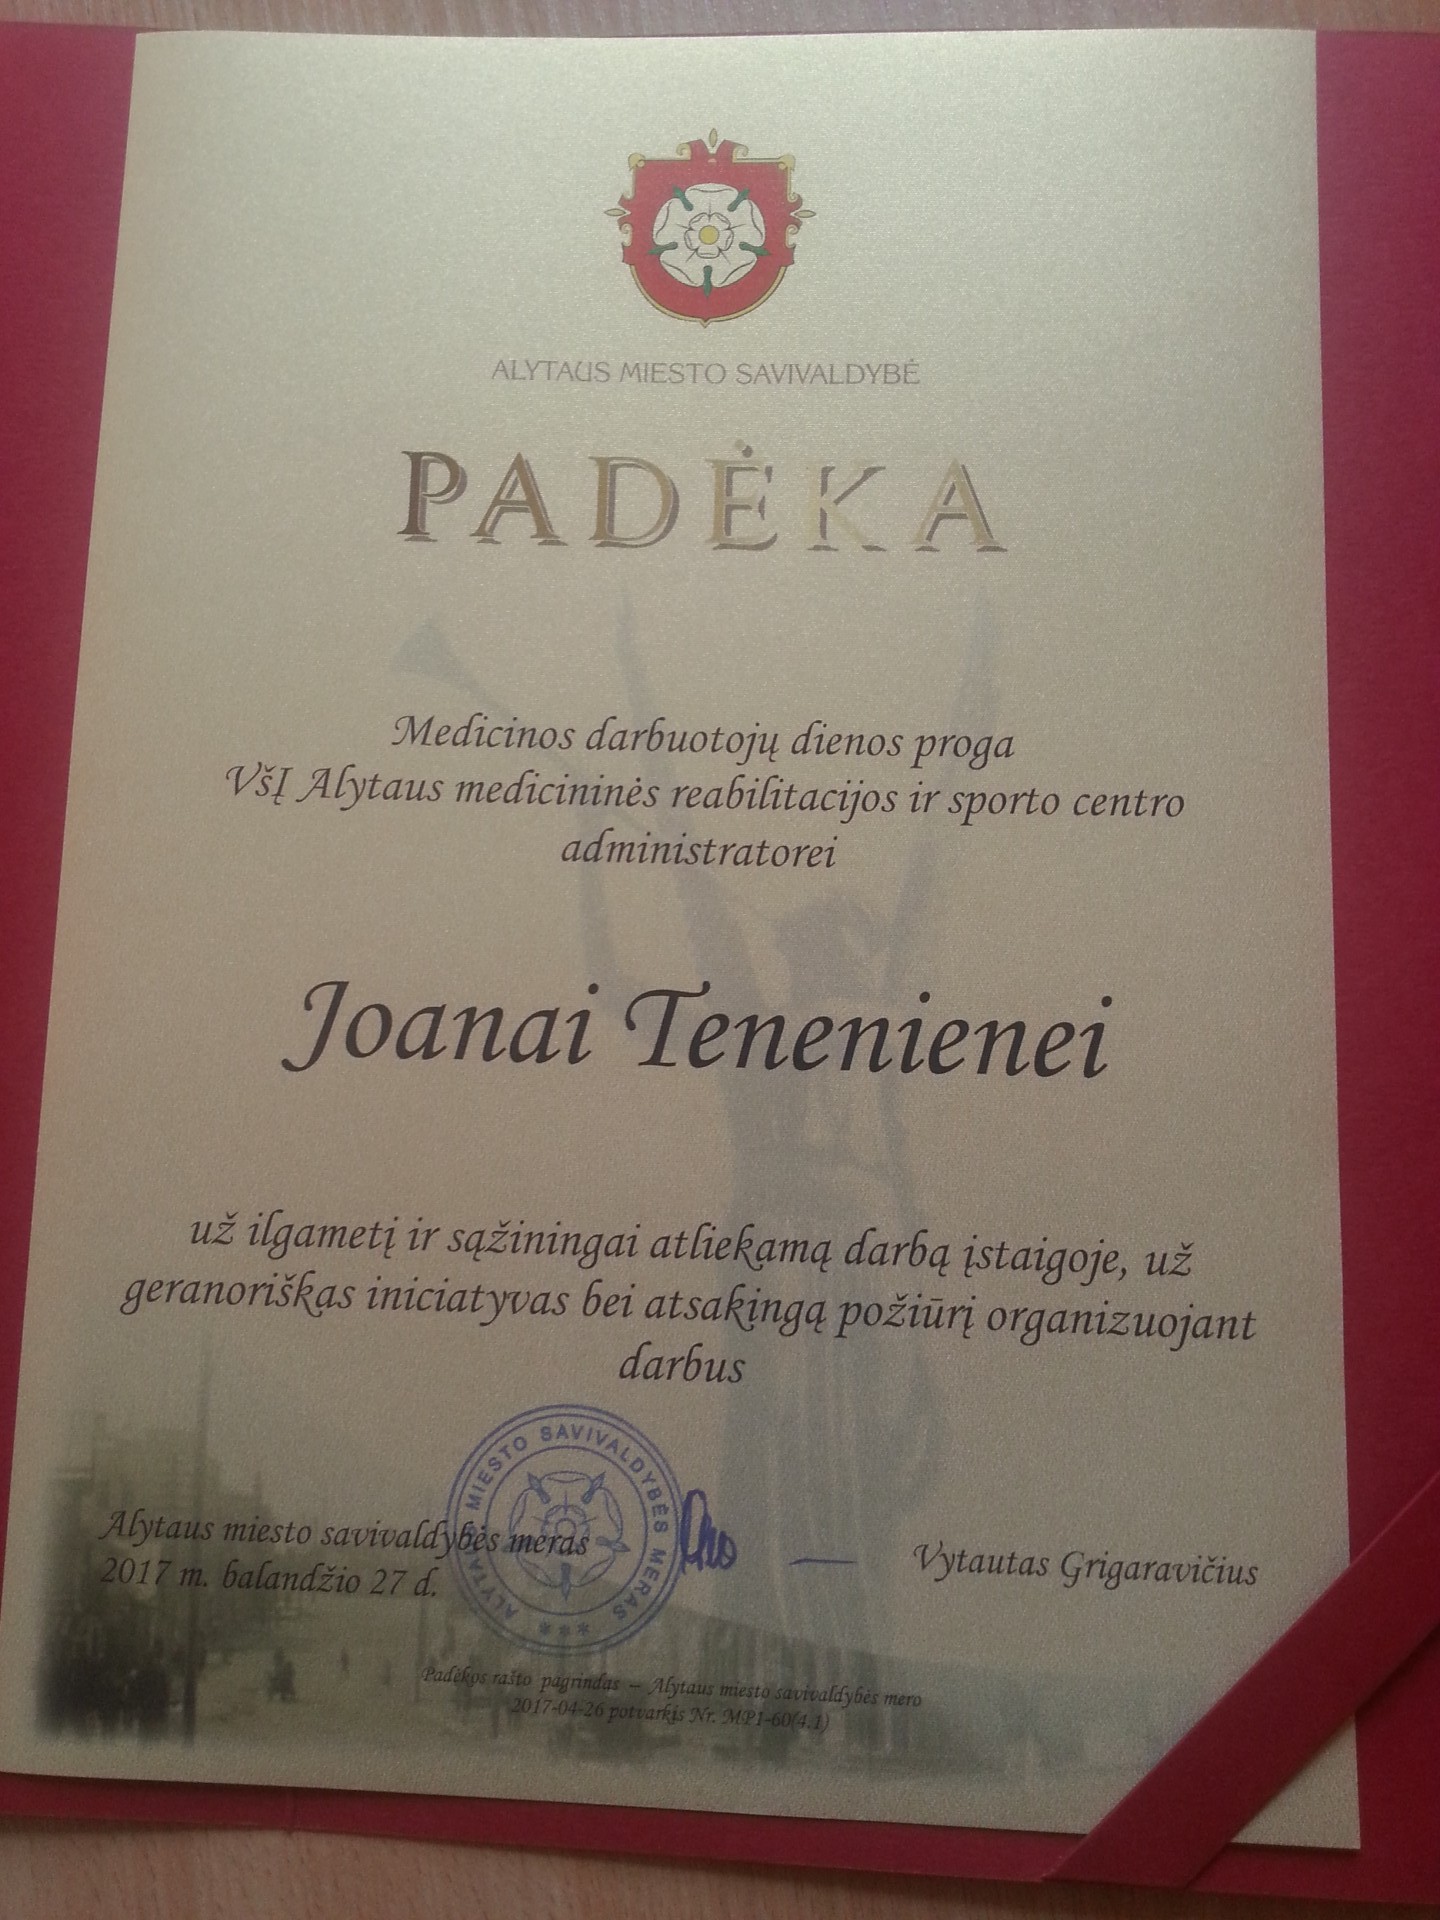 ALYTAUS MIESTO SAVIVALDYBĖ
PADĖKA
Medicinos darbuotojų dienos proga
VšĮ Alytaus medicininės reabilitacijos ir sporto centro
administratorei
Joanai Tenenienei
už ilgametį ir sąžiningai atliekamą darbą įstaigoje, už
geranoriškas iniciatyvas bei atsakingą požiūrį organizuojant
darbus
Alytaus miesto savivaldybės meras
2017 m. balandžio 27 d.
ALYTAUS MIESTO SAVIVALDYBĖS MERAS
Vytautas Grigaravičius
Padėkos rašto pagrindas – Alytaus miesto savivaldybės mero
2017-04-26 potvarkis Nr. MP1-60(4.1)